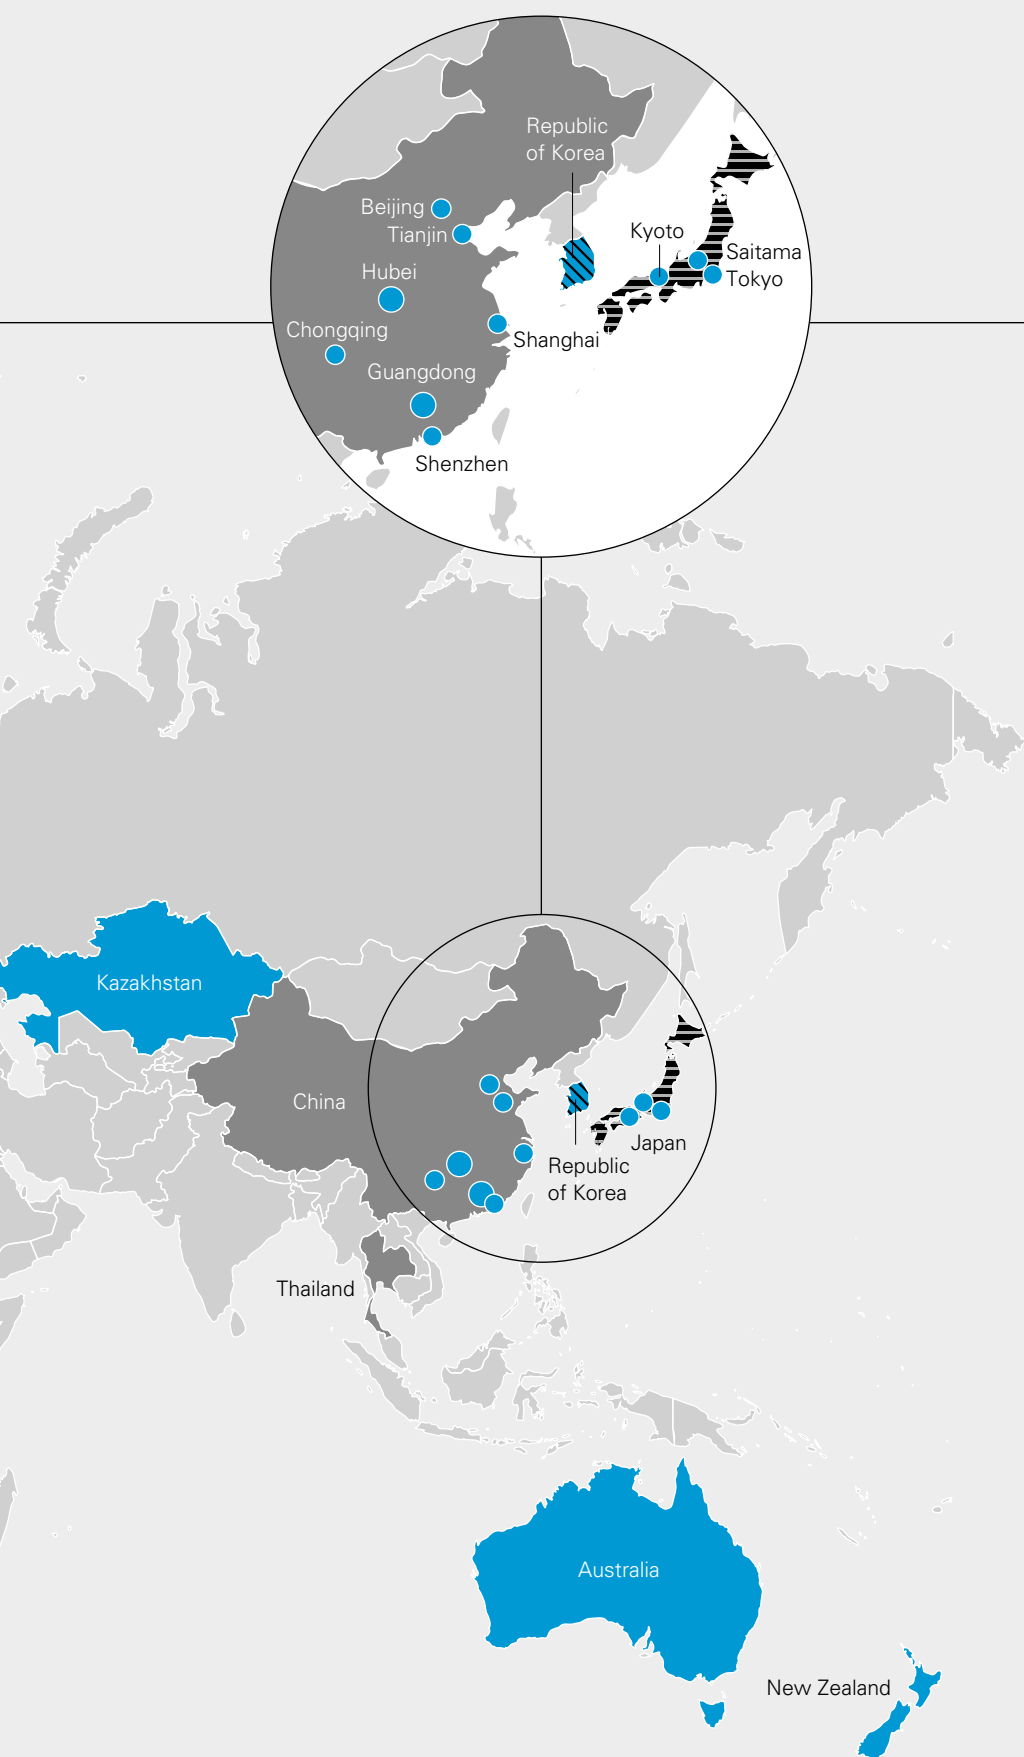 Republic
of Korea
Beijing
Tianjin
Kyoto
Saitama
Tokyo
Hubei
Chongqing
Shanghai
Guangdong
Shenzhen
Kazakhstan
China
Japan
Republic
of Korea
Thailand
Australia
New Zealand